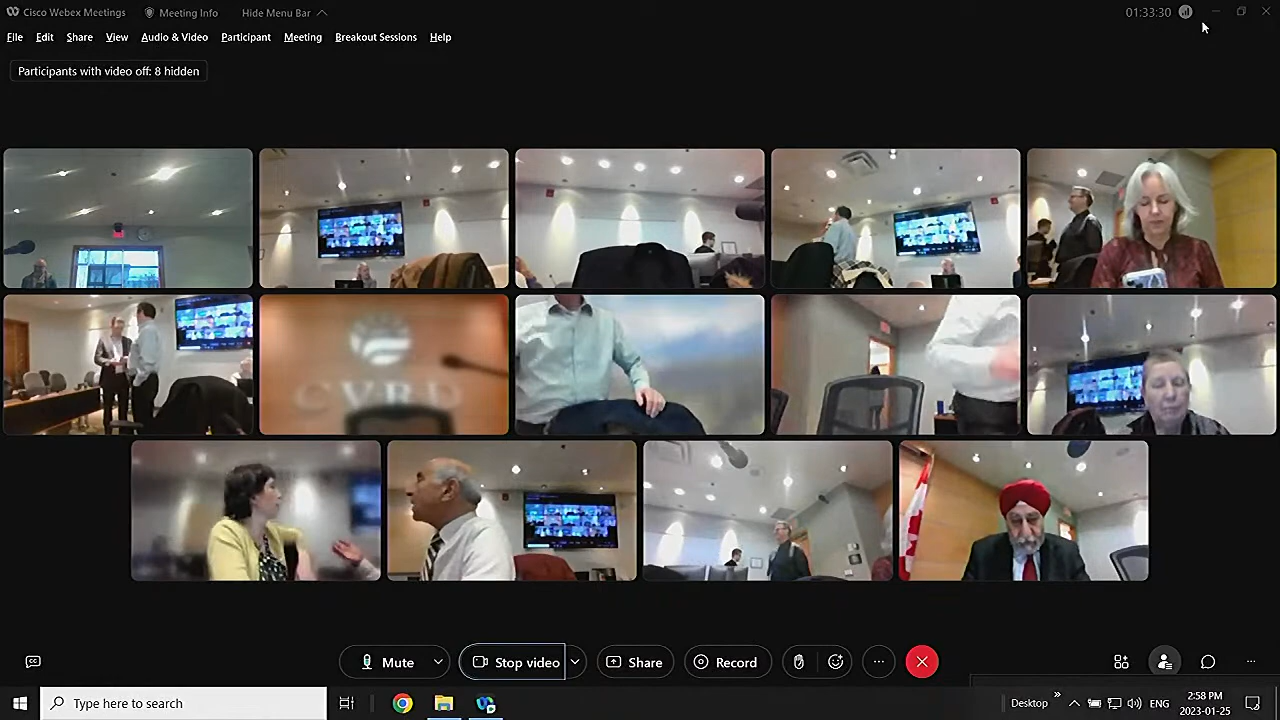 Cisco Webex Meetings
Meeting Info
Hide Menu Bar
01:33:30
File
Edit
Share
View
Audio & Video
Participant
Meeting
Breakout Sessions
Help
Participants with video off: 8 hidden
CVRD
Mute
Stop video
Share
Record
Type here to search
Desktop
ENG
2:58 PM
2023-01-25